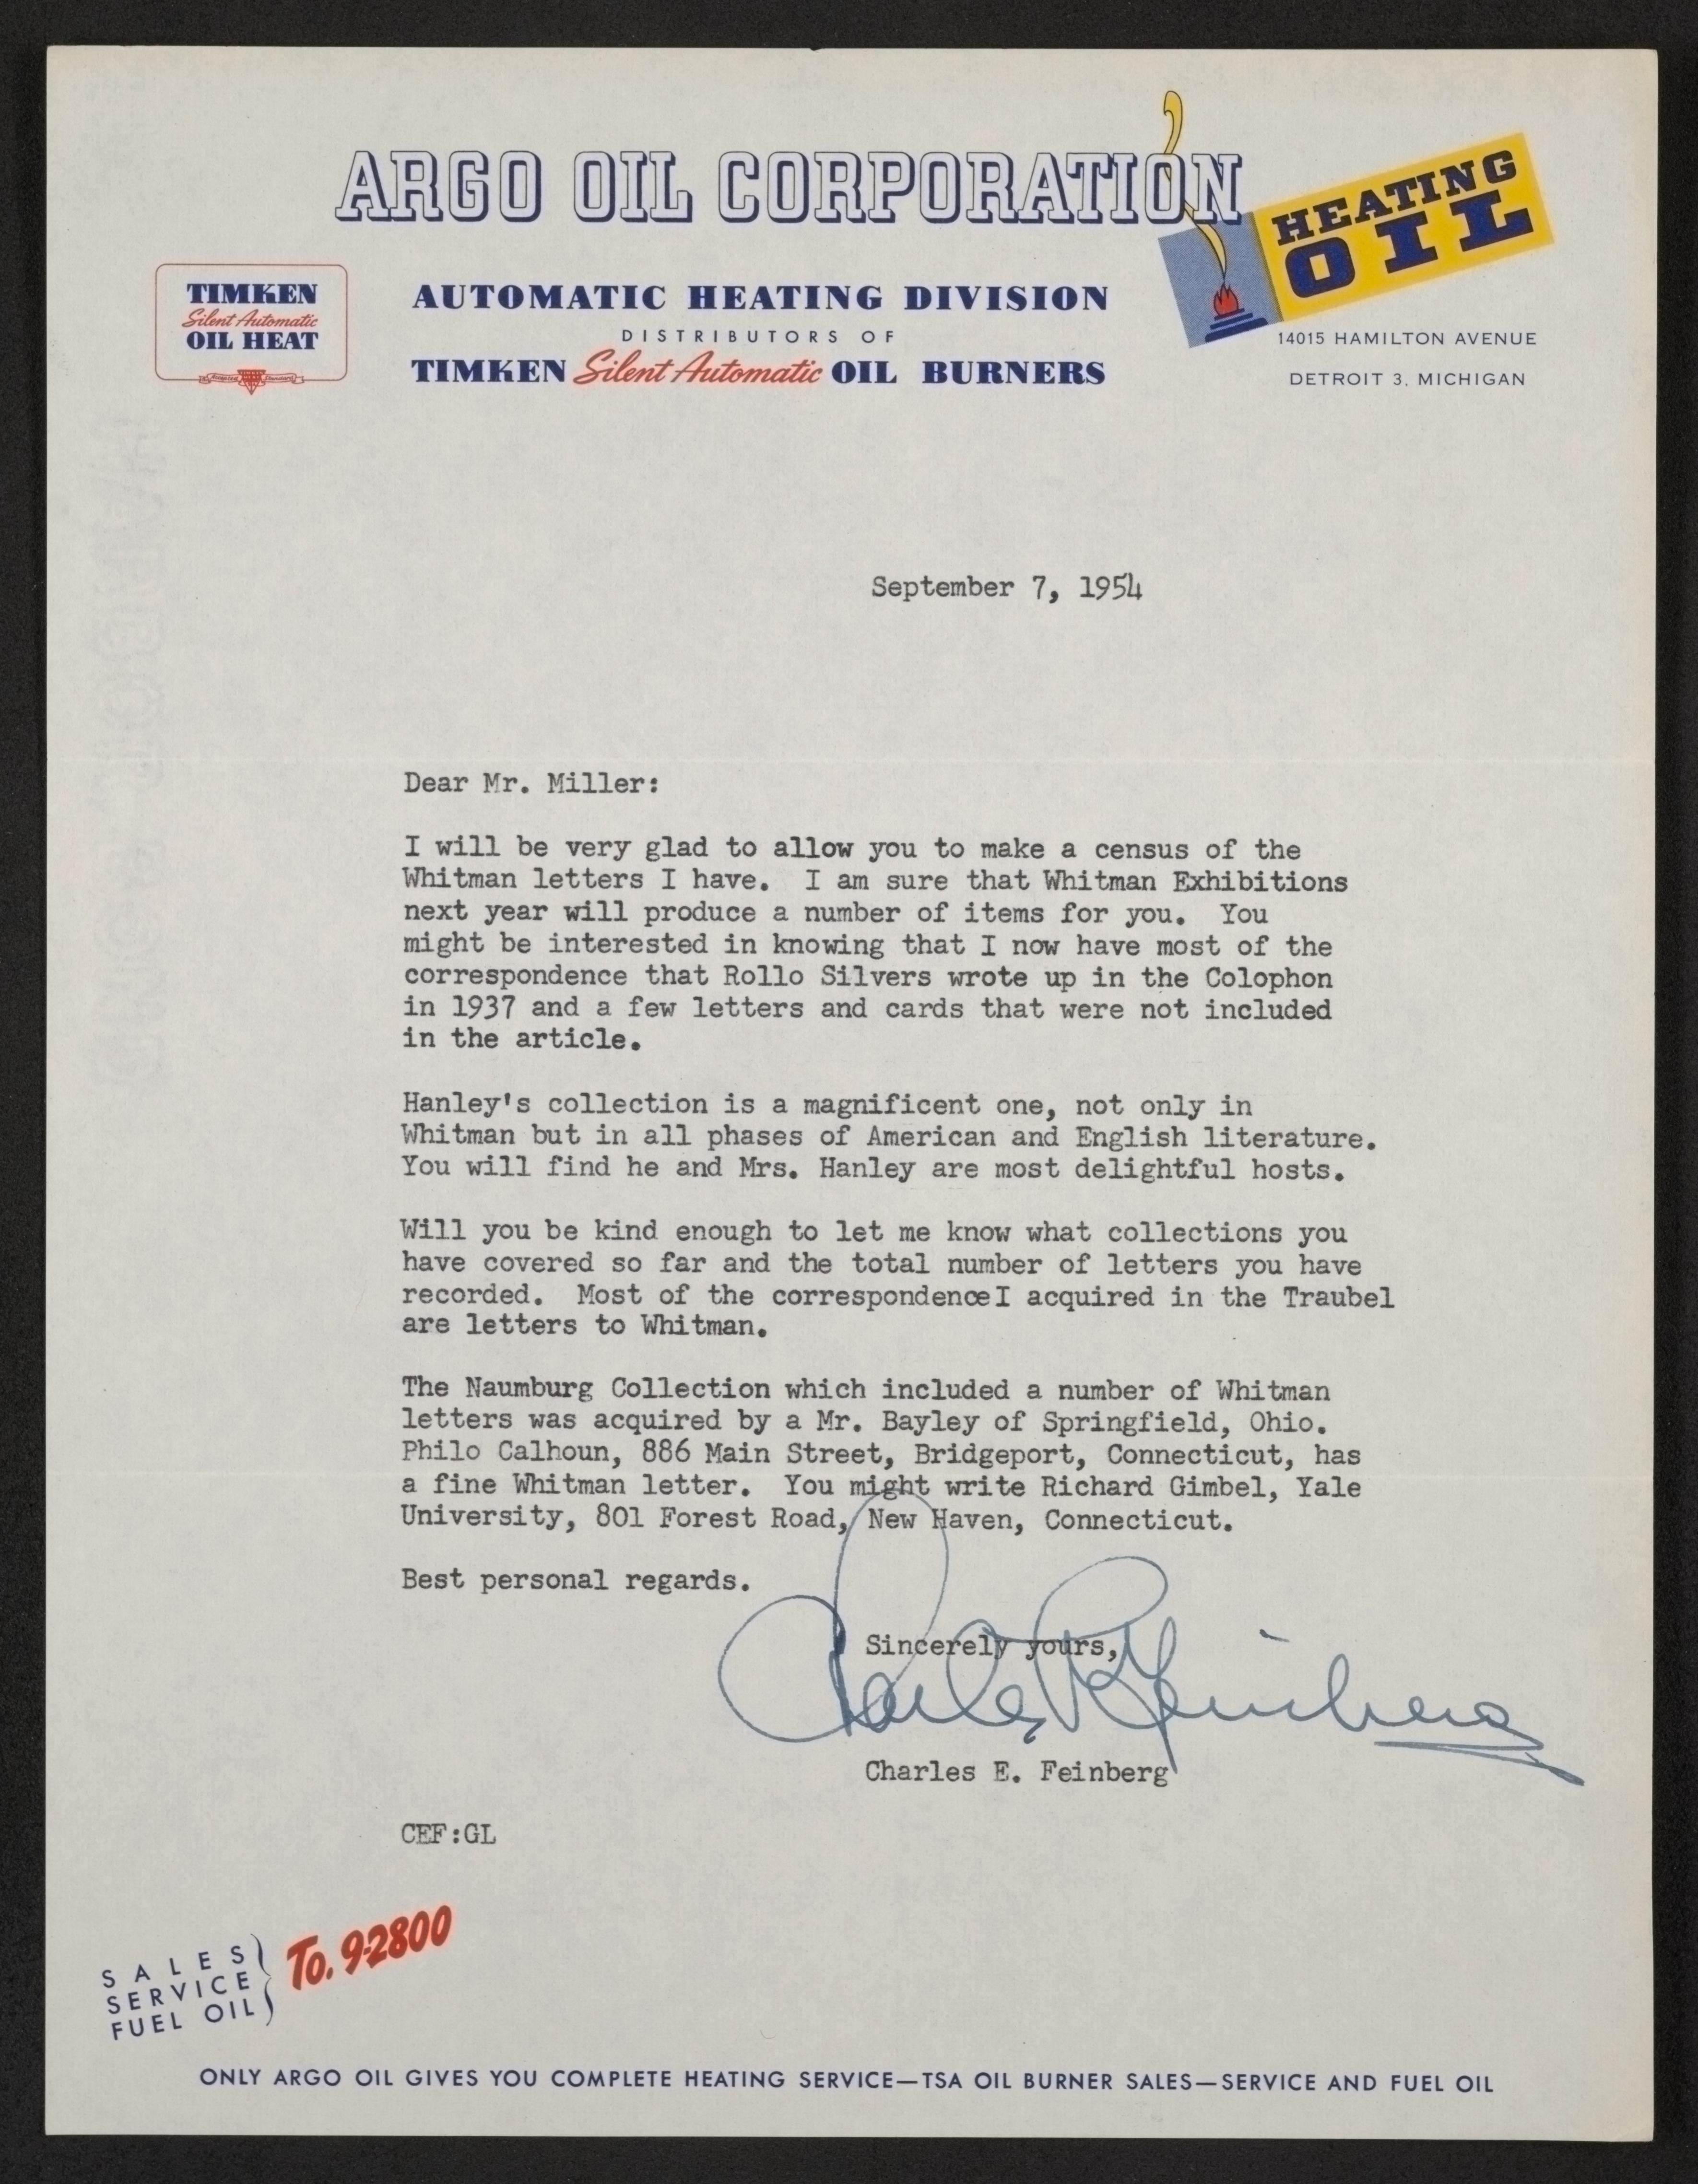 ARGO OIL CORPORATION
HEATING
OIL
TIMKEN
Silent Automatic
OIL HEAT
AUTOMATIC HEATING DIVISION
DISTRIBUTORS OF
TIMKEN Silent Automatic OIL BURNERS
14015 HAMILTON AVENUE
DETROIT 3, MICHIGAN
September 7, 1954
Dear Mr. Miller:
I will be very glad to allow you to make a census of the
Whitman letters I have.  I am sure that Whitman Exhibitions
next year will produce a number of items for you.  You
might be interested in knowing that I now have most of the
correspondence that Rollo Silvers wrote up in the Colophon
in 1937 and a few letters and cards that were not included
in the article.
Hanley's collection is a magnificent one, not only in
Whitman but in all phases of American and English literature.
You will find he and Mrs. Hanley are most delightful hosts.
Will you be kind enough to let me know what collections you
have covered so far and the total number of letters you have
recorded.  Most of the correspondence I acquired in the Traubel
are letters to Whitman.
The Naumburg Collection which included a number of Whitman
letters was acquired by a Mr. Bayley of Springfield, Ohio.
Philo Calhoun, 886 Main Street, Bridgeport, Connecticut, has
a fine Whitman letter.  You might write Richard Gimbel, Yale
University, 801 Forest Road, New Haven, Connecticut.
Best personal regards.
Sincerely yours,
Charles E. Feinberg
Charles E. Feinberg
CEF:GL
SALES
SERVICE
FUEL OIL
To. 9-2800
ONLY ARGO OIL GIVES YOU COMPLETE HEATING SERVICE—TSA OIL BURNER SALES—SERVICE AND FUEL OIL